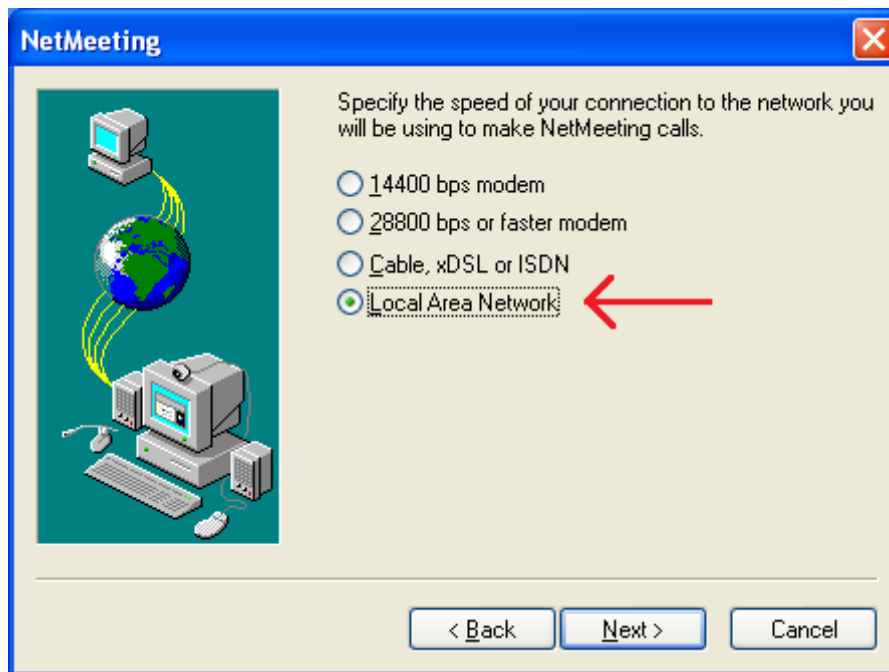 NetMeeting
Specify the speed of your connection to the network you
will be using to make NetMeeting calls.
14400 bps modem
28800 bps or faster modem
Cable, xDSL or ISDN
Local Area Network
< Back
Next >
Cancel